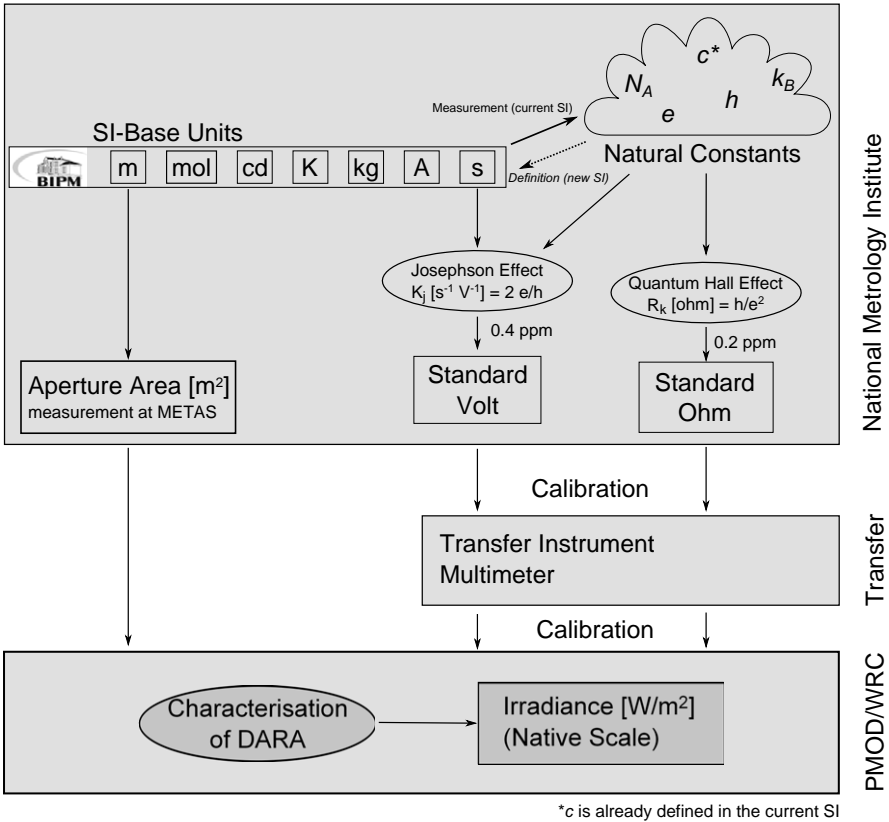 c*
N_A
k_B
e
h
Measurement (current SI)
SI-Base Units
Natural Constants
BIPM
m
mol
cd
K
kg
A
s
Definition (new SI)
Josephson Effect
K_j [s⁻¹ V⁻¹] = 2 e/h
Quantum Hall Effect
R_k [ohm] = h/e²
0.4 ppm
0.2 ppm
Aperture Area [m²]
measurement at METAS
Standard
Volt
Standard
Ohm
National Metrology Institute
Calibration
Transfer Instrument
Multimeter
Transfer
Calibration
Characterisation
of DARA
Irradiance [W/m²]
(Native Scale)
PMOD/WRC
*c is already defined in the current SI